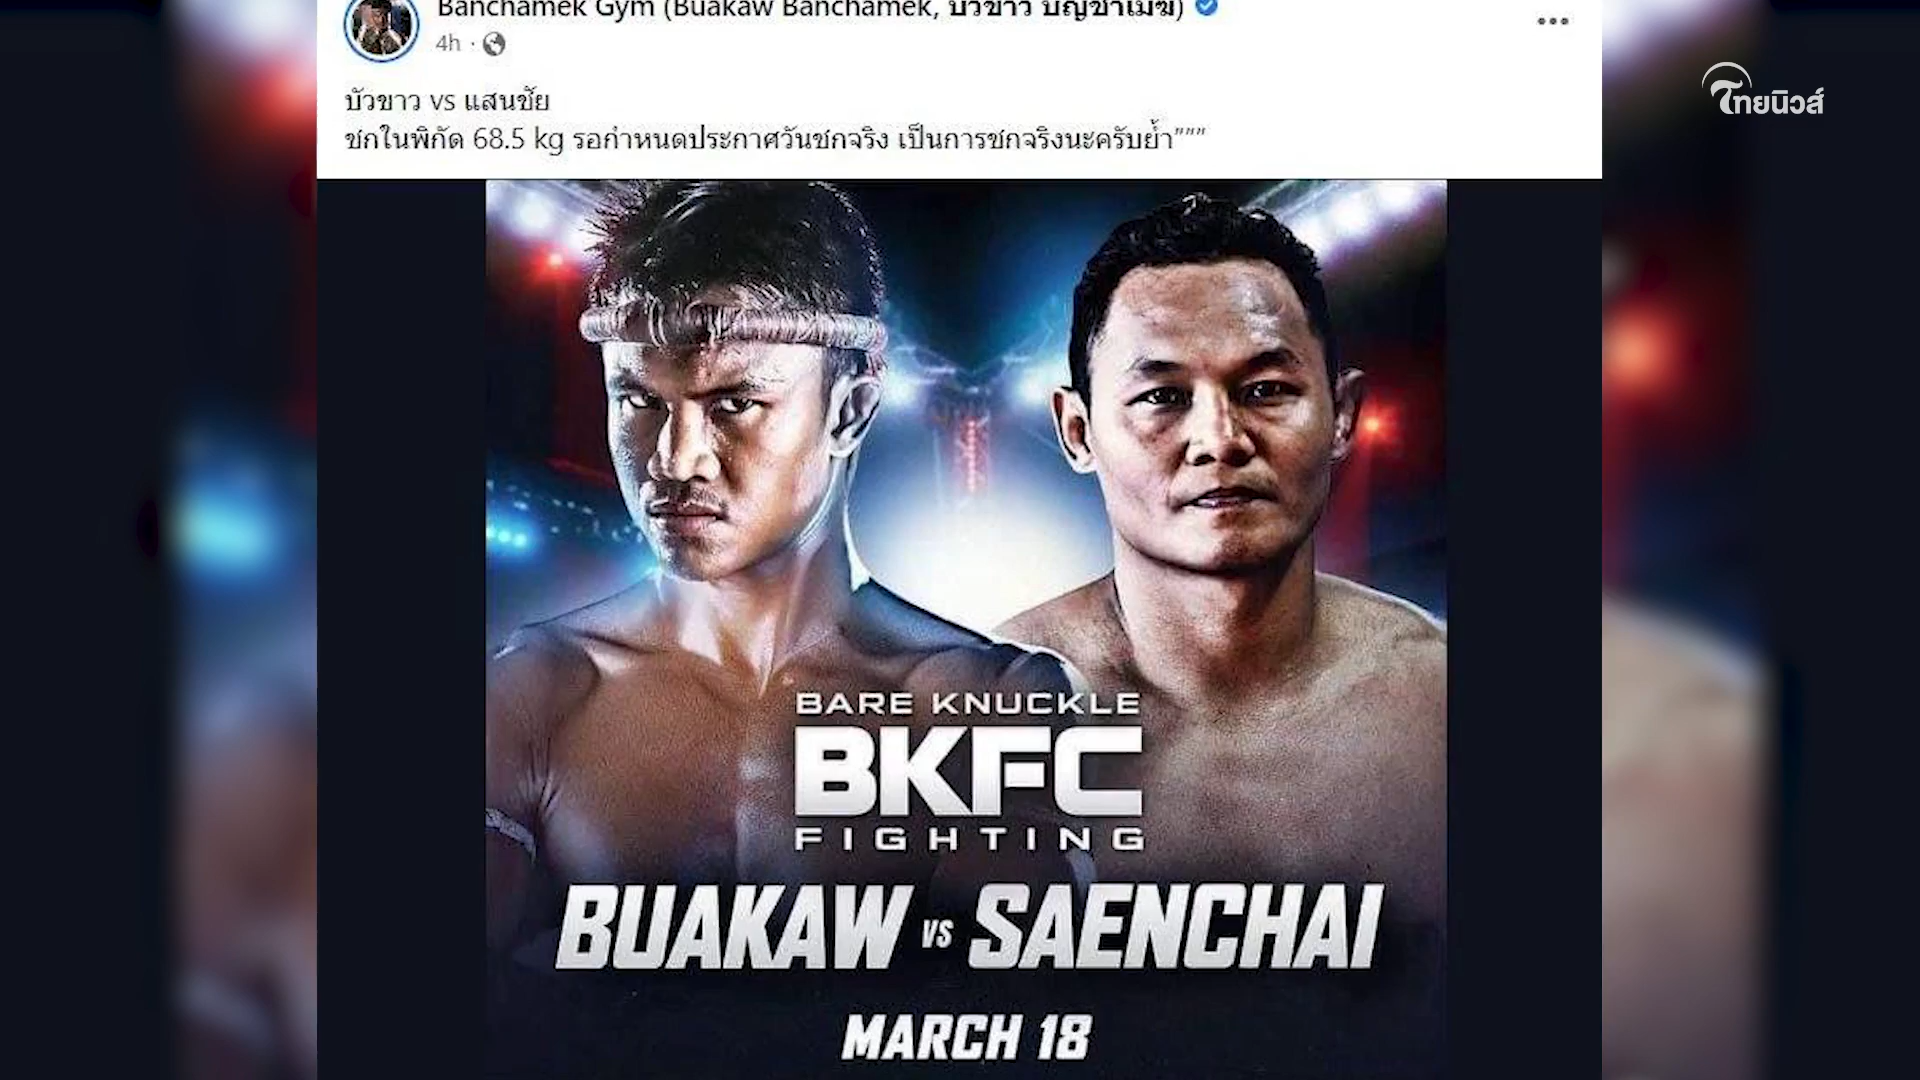 Banchamek Gym (Buakaw Banchamek, บัวขาว บัญชาเมฆ)
4h ·
บัวขาว vs แสนชัย
ชกในพิกัด 68.5 kg รอกำหนดประกาศวันชกจริง เป็นการชกจริงนะครับย้ำ”””
ไทยนิวส์
BARE KNUCKLE
BKFC
FIGHTING
BUAKAW VS SAENCHAI
MARCH 18